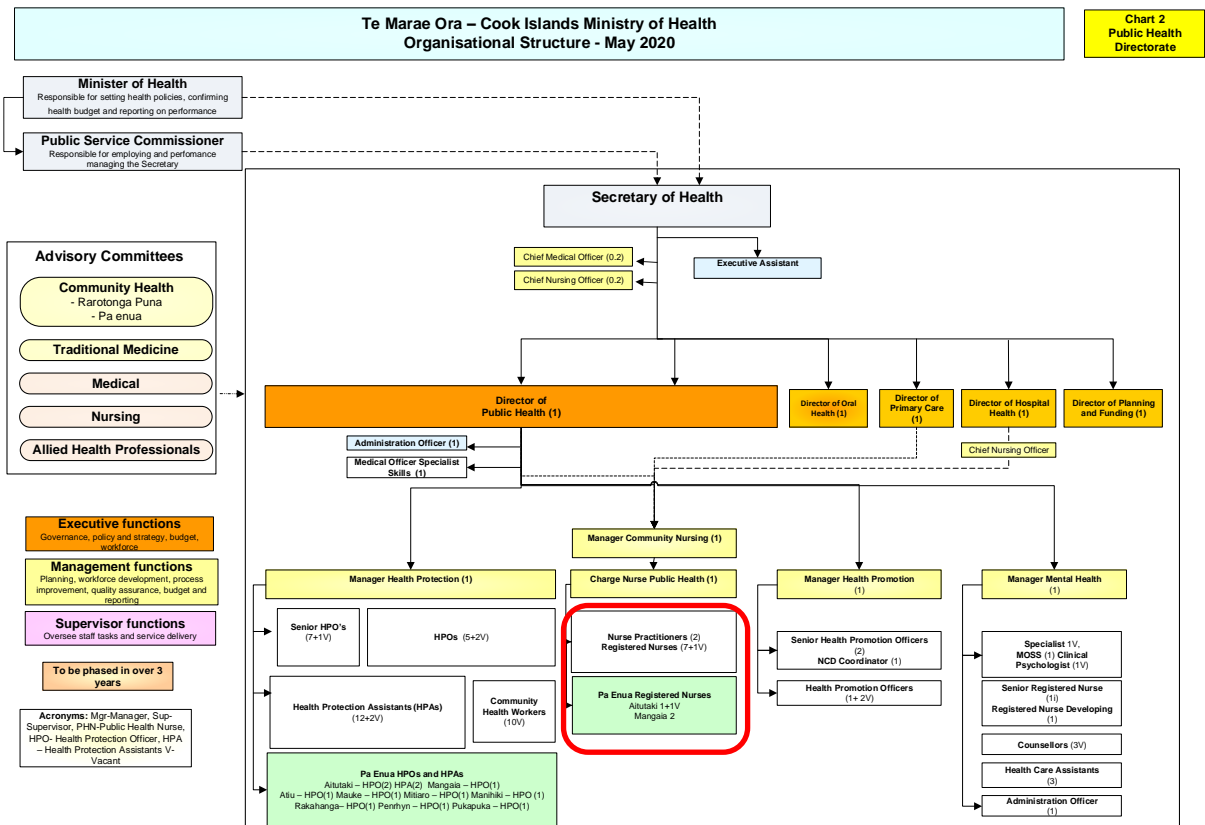 Te Marae Ora – Cook Islands Ministry of Health
Organisational Structure - May 2020
Chart 2
Public Health
Directorate
Minister of Health
Responsible for setting health policies, confirming
health budget and reporting on performance
Public Service Commissioner
Responsible for employing and perfomance
managing the Secretary
Secretary of Health
Chief Medical Officer (0.2)
Chief Nursing Officer (0.2)
Executive Assistant
Advisory Committees
Community Health
- Rarotonga Puna
- Pa enua
Traditional Medicine
Medical
Nursing
Allied Health Professionals
Director of
Public Health (1)
Director of Oral
Health (1)
Director of
Primary Care
(1)
Director of Hospital
Health (1)
Director of Planning
and Funding (1)
Administration Officer (1)
Medical Officer Specialist
Skills (1)
Chief Nursing Officer
Executive functions
Governance, policy and strategy, budget,
workforce
Management functions
Planning, workforce development, process
improvement, quality assurance, budget and
reporting
Supervisor functions
Oversee staff tasks and service delivery
To be phased in over 3
years
Acronyms: Mgr-Manager, Sup-
Supervisor, PHN-Public Health Nurse,
HPO- Health Protection Officer, HPA
– Health Protection Assistants V-
Vacant
Manager Community Nursing (1)
Manager Health Protection (1)
Charge Nurse Public Health (1)
Manager Health Promotion
(1)
Manager Mental Health
(1)
Senior HPO's
(7+1V)
HPOs (5+2V)
Health Protection Assistants (HPAs)
(12+2V)
Community
Health Workers
(10V)
Pa Enua HPOs and HPAs
Aitutaki – HPO(2) HPA(2) Mangaia – HPO(1)
Atiu – HPO(1) Mauke – HPO(1) Mitiaro – HPO(1) Manihiki – HPO (1)
Rakahanga– HPO(1) Penrhyn – HPO(1) Pukapuka – HPO(1)
Nurse Practitioners (2)
Registered Nurses (7+1V)
Pa Enua Registered Nurses
Aitutaki 1+1V
Mangaia 2
Senior Health Promotion Officers
(2)
NCD Coordinator (1)
Health Promotion Officers
(1+ 2V)
Specialist 1V,
MOSS (1) Clinical
Psychologist (1V)
Senior Registered Nurse
(1i)
Registered Nurse Developing
(1)
Counsellors (3V)
Health Care Assistants
(3)
Administration Officer
(1)